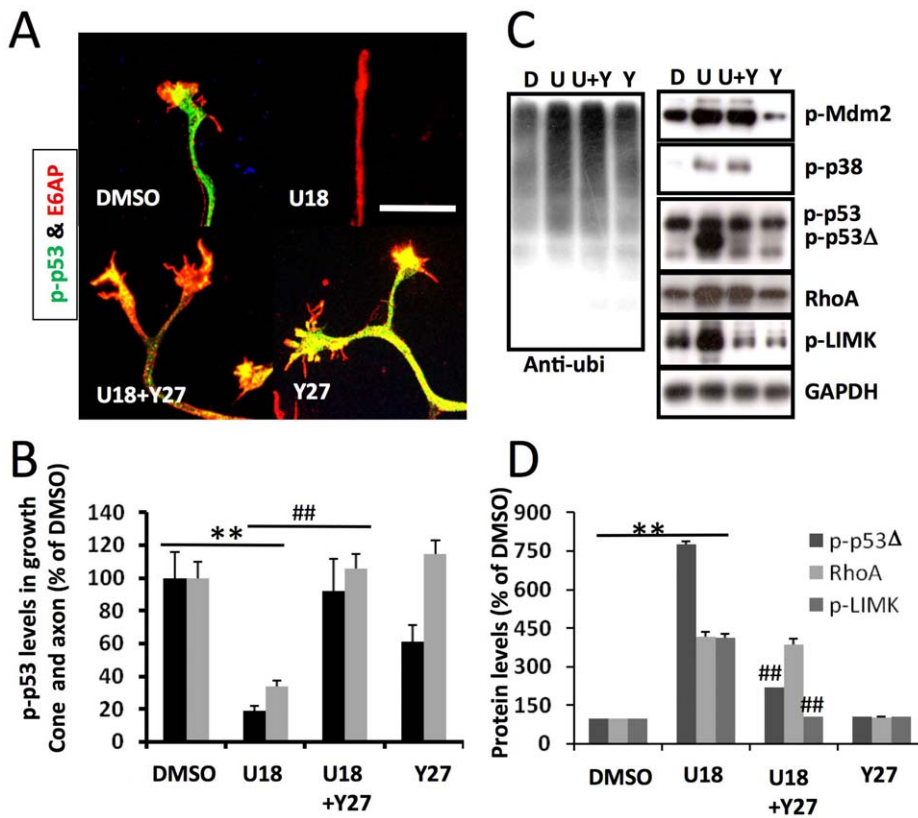 A
p-p53 & E6AP
DMSO
U18
U18+Y27
Y27
B
p-p53 levels in growth
Cone and axon (% of DMSO)
140
120
100
80
60
40
20
0
**
##
DMSO
U18
U18
+Y27
Y27
C
D U U+Y Y
Anti-ubi
D U U+Y Y
p-Mdm2
p-p38
p-p53
p-p53Δ
RhoA
p-LIMK
GAPDH
D
Protein levels (% of DMSO)
900
750
600
450
300
150
0
**
##
##
p-p53Δ
RhoA
p-LIMK
DMSO
U18
U18
+Y27
Y27